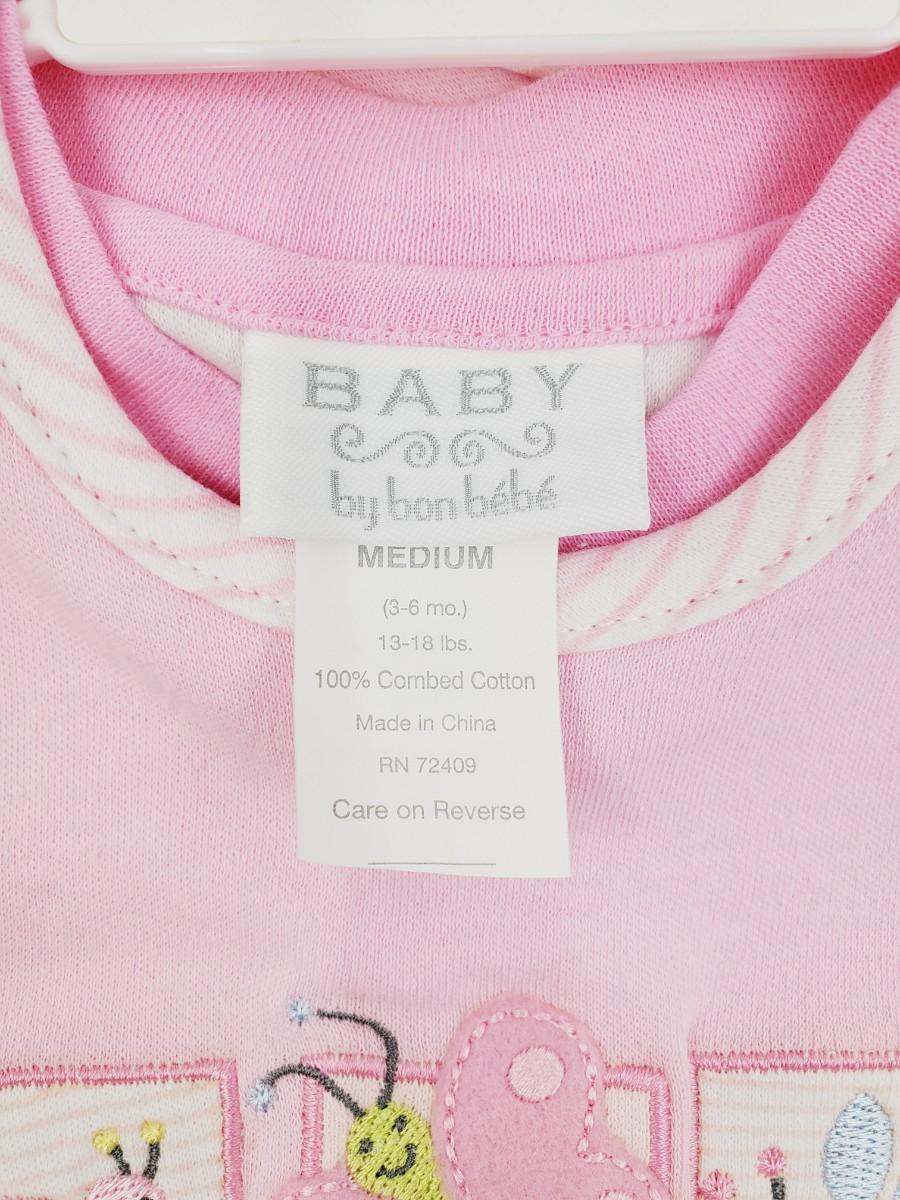 BABY
by bon bébé
MEDIUM
(3-6 mo.)
13-18 lbs.
100% Combed Cotton
Made in China
RN 72409
Care on Reverse